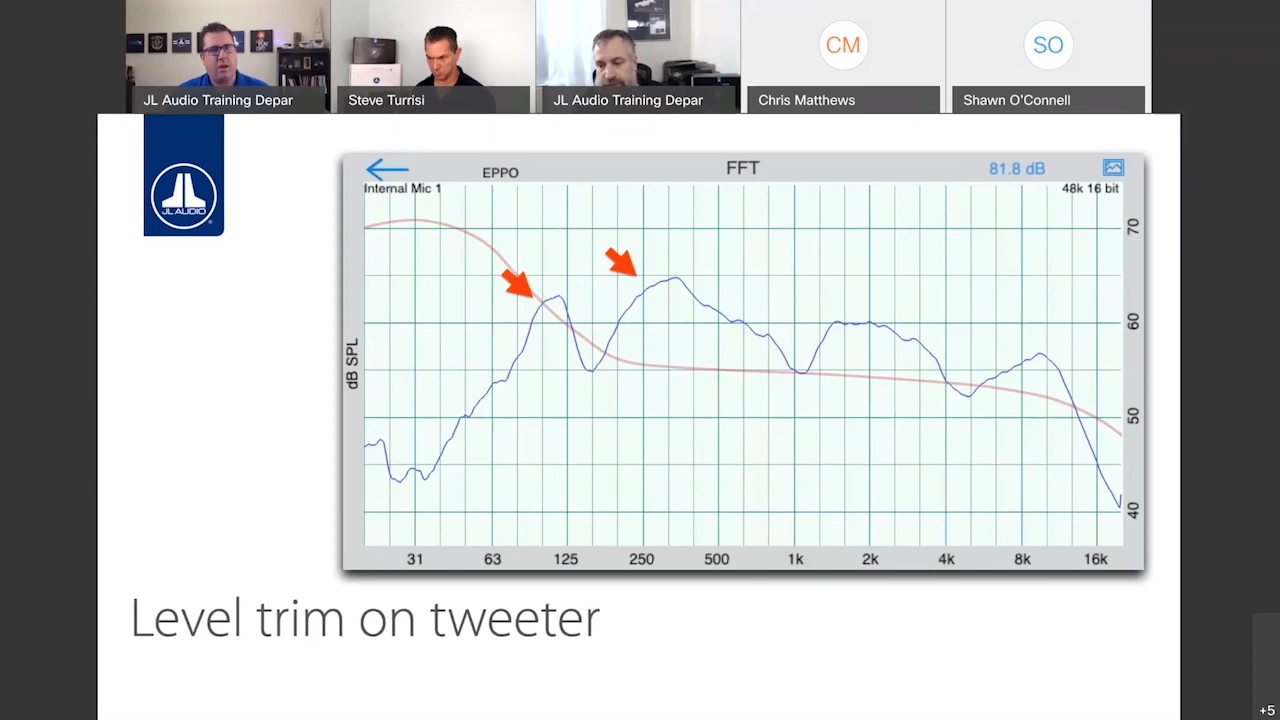 JL Audio Training Depar
Steve Turrisi
JL Audio Training Depar
CM
Chris Matthews
SO
Shawn O'Connell
JL AUDIO
EPPO
FFT
81.8 dB
Internal Mic 1
48k 16 bit
dB SPL
70
60
50
40
31 63 125 250 500 1k 2k 4k 8k 16k
Level trim on tweeter
+5